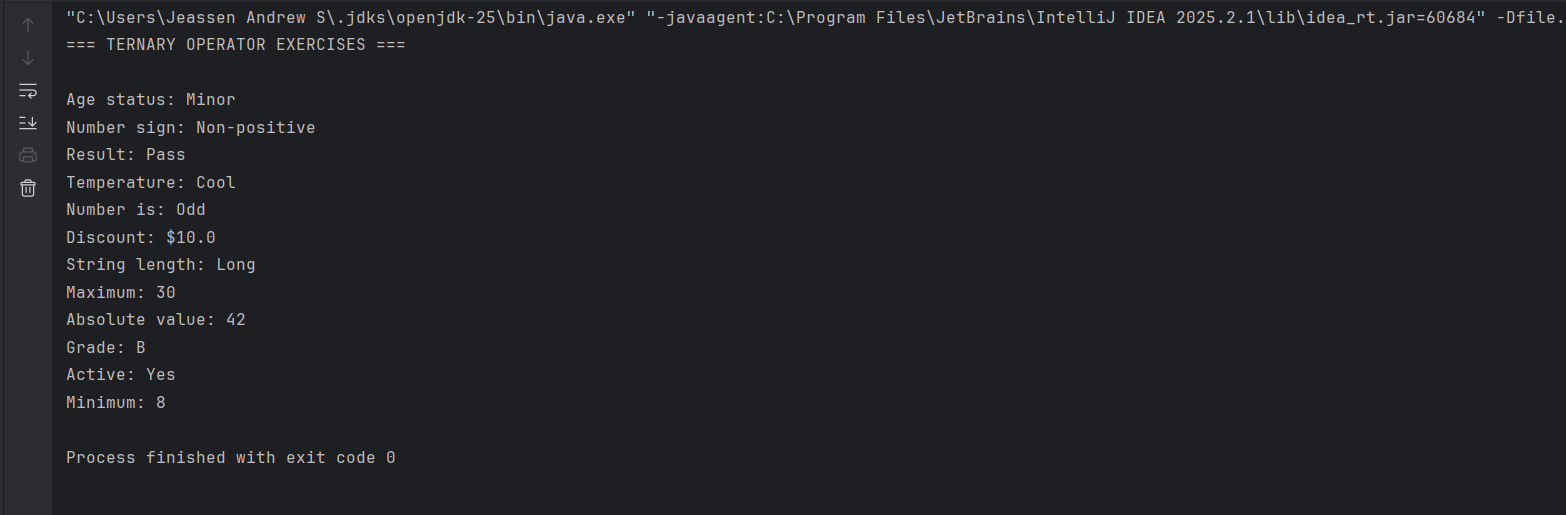 "C:\Users\Jeassen Andrew S\.jdks\openjdk-25\bin\java.exe" "-javaagent:C:\Program Files\JetBrains\IntelliJ IDEA 2025.2.1\lib\idea_rt.jar=60684" -Dfile.
=== TERNARY OPERATOR EXERCISES ===
Age status: Minor
Number sign: Non-positive
Result: Pass
Temperature: Cool
Number is: Odd
Discount: $10.0
String length: Long
Maximum: 30
Absolute value: 42
Grade: B
Active: Yes
Minimum: 8
Process finished with exit code 0